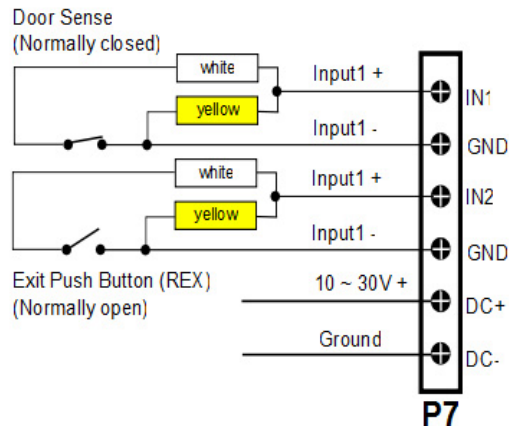 Door Sense
(Normally closed)
white
Input1 +
IN1
yellow
Input1 -
GND
white
Input1 +
IN2
yellow
Input1 -
GND
Exit Push Button (REX)
(Normally open)
10 ~ 30V +
DC+
Ground
DC-
P7